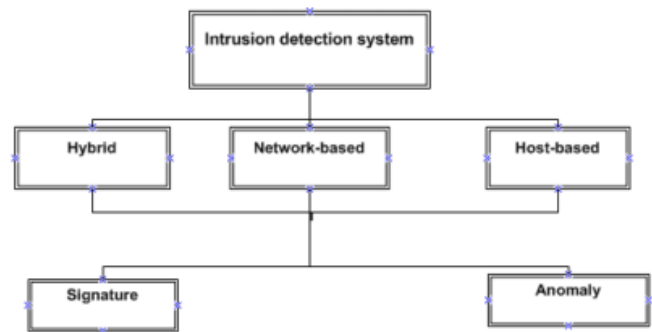 Intrusion detection system
Hybrid
Network-based
Host-based
Signature
Anomaly